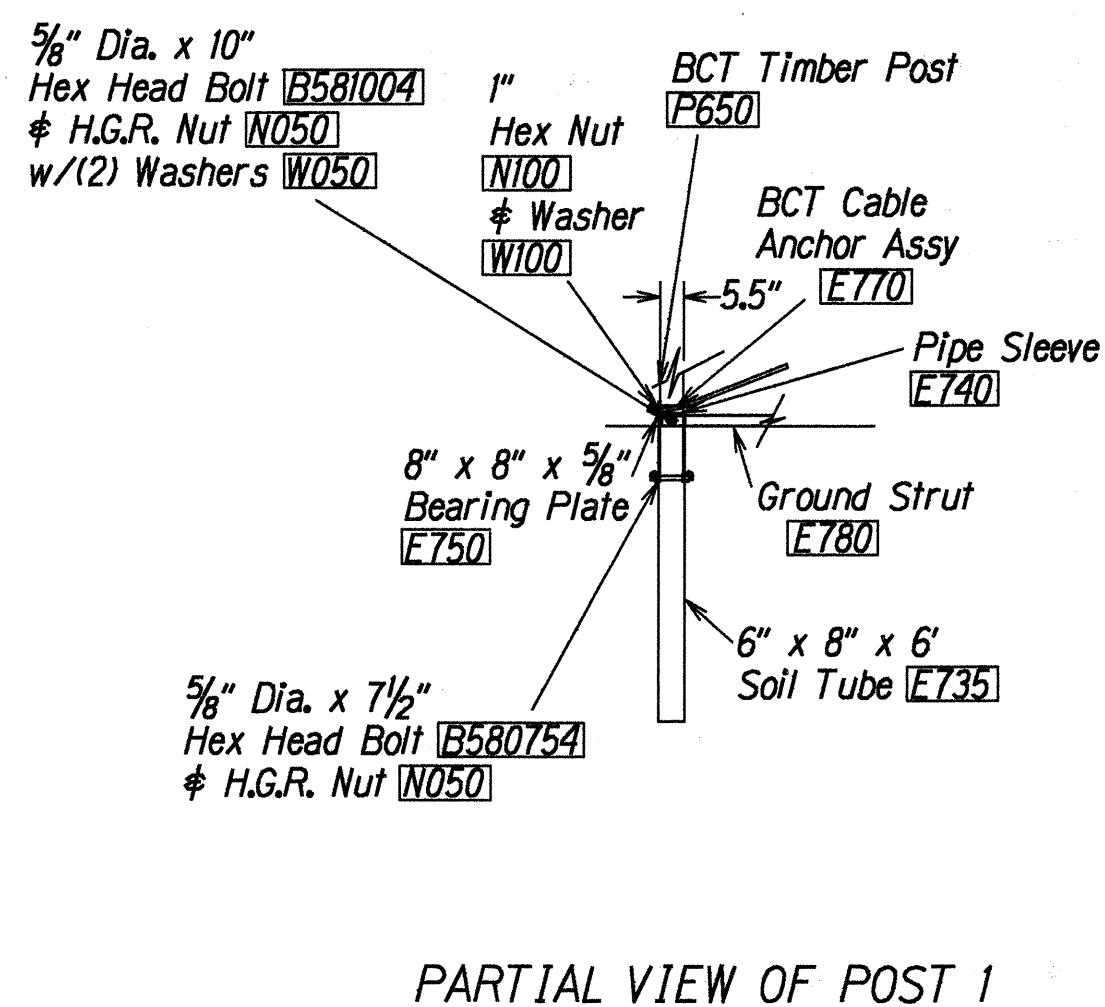 ⅝" Dia. x 10"
Hex Head Bolt B581004
& H.G.R. Nut N050
w/(2) Washers W050
1"
Hex Nut
N100
& Washer
W100
BCT Timber Post
P650
BCT Cable
Anchor Assy
E770
5.5"
Pipe Sleeve
E740
8" x 8" x ⅝"
Bearing Plate
E750
Ground Strut
E780
6" x 8" x 6'
Soil Tube E735
⅝" Dia. x 7½"
Hex Head Bolt B580754
& H.G.R. Nut N050
PARTIAL VIEW OF POST 1